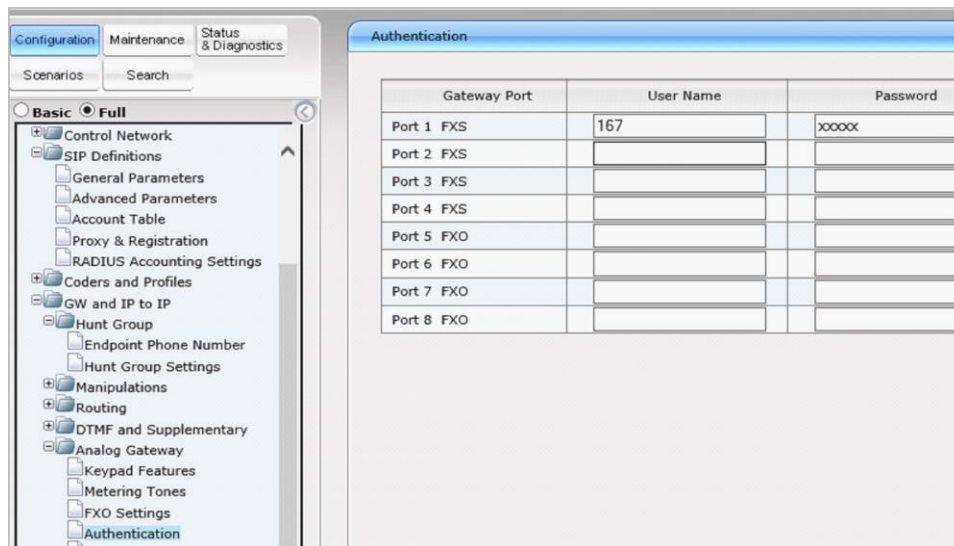 Configuration Maintenance Status & Diagnostics
Scenarios Search
Basic Full
Control Network
SIP Definitions
General Parameters
Advanced Parameters
Account Table
Proxy & Registration
RADIUS Accounting Settings
Coders and Profiles
GW and IP to IP
Hunt Group
Endpoint Phone Number
Hunt Group Settings
Manipulations
Routing
DTMF and Supplementary
Analog Gateway
Keypad Features
Metering Tones
FXO Settings
Authentication
Authentication
Gateway Port User Name Password
Port 1 FXS 167 xxxxx
Port 2 FXS
Port 3 FXS
Port 4 FXS
Port 5 FXO
Port 6 FXO
Port 7 FXO
Port 8 FXO